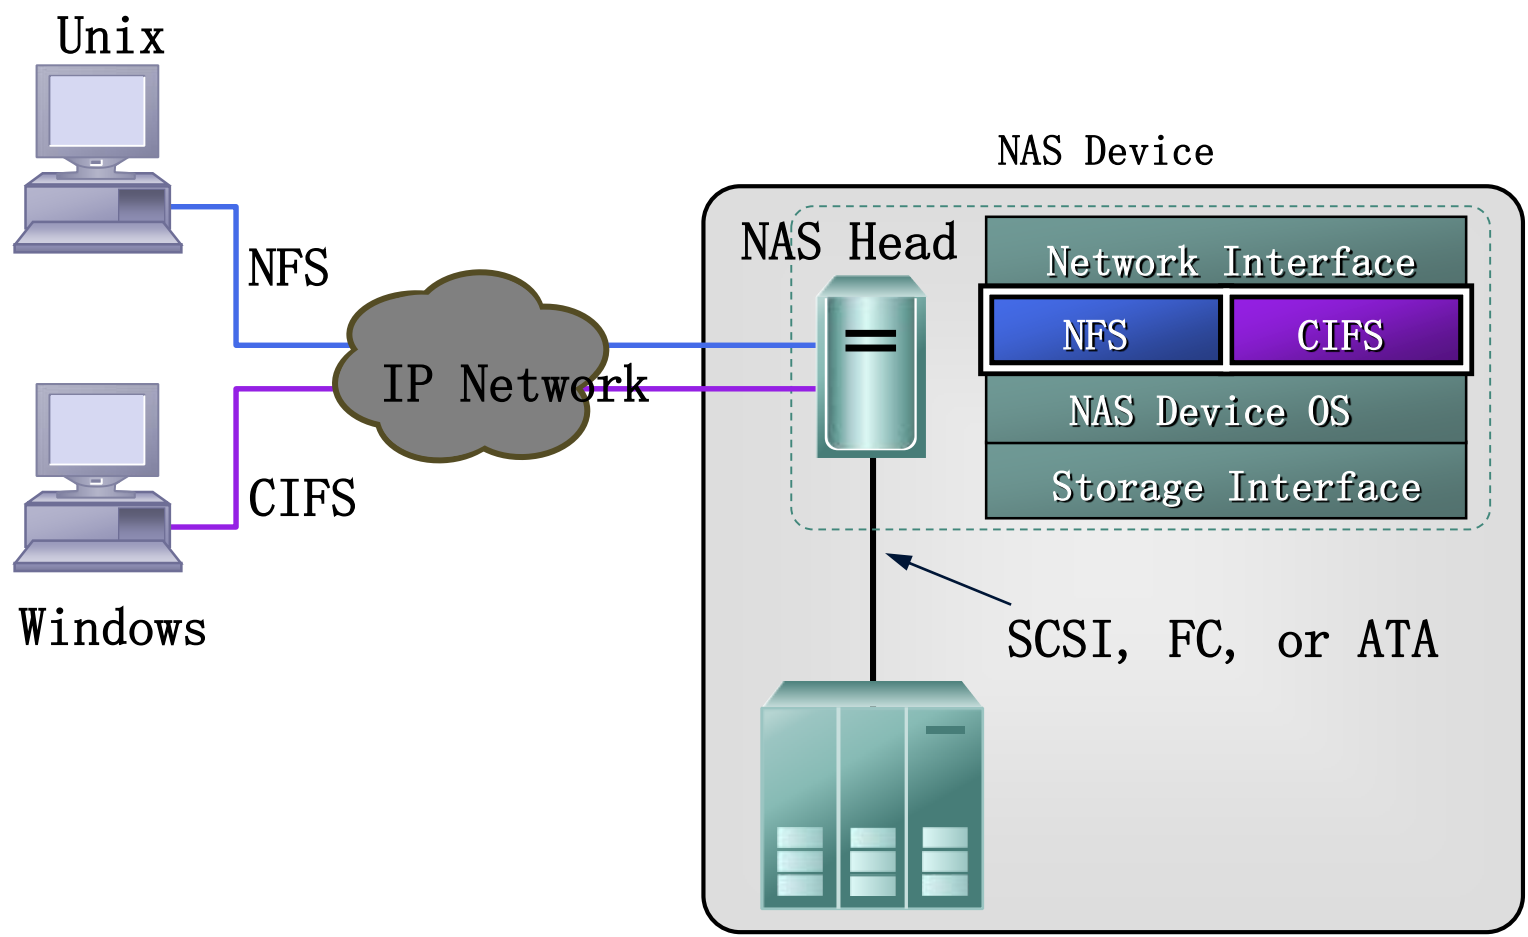 Unix
NAS Device
NFS
NAS Head
Network Interface
NFS
CIFS
IP Network
NAS Device OS
CIFS
Storage Interface
Windows
SCSI, FC, or ATA